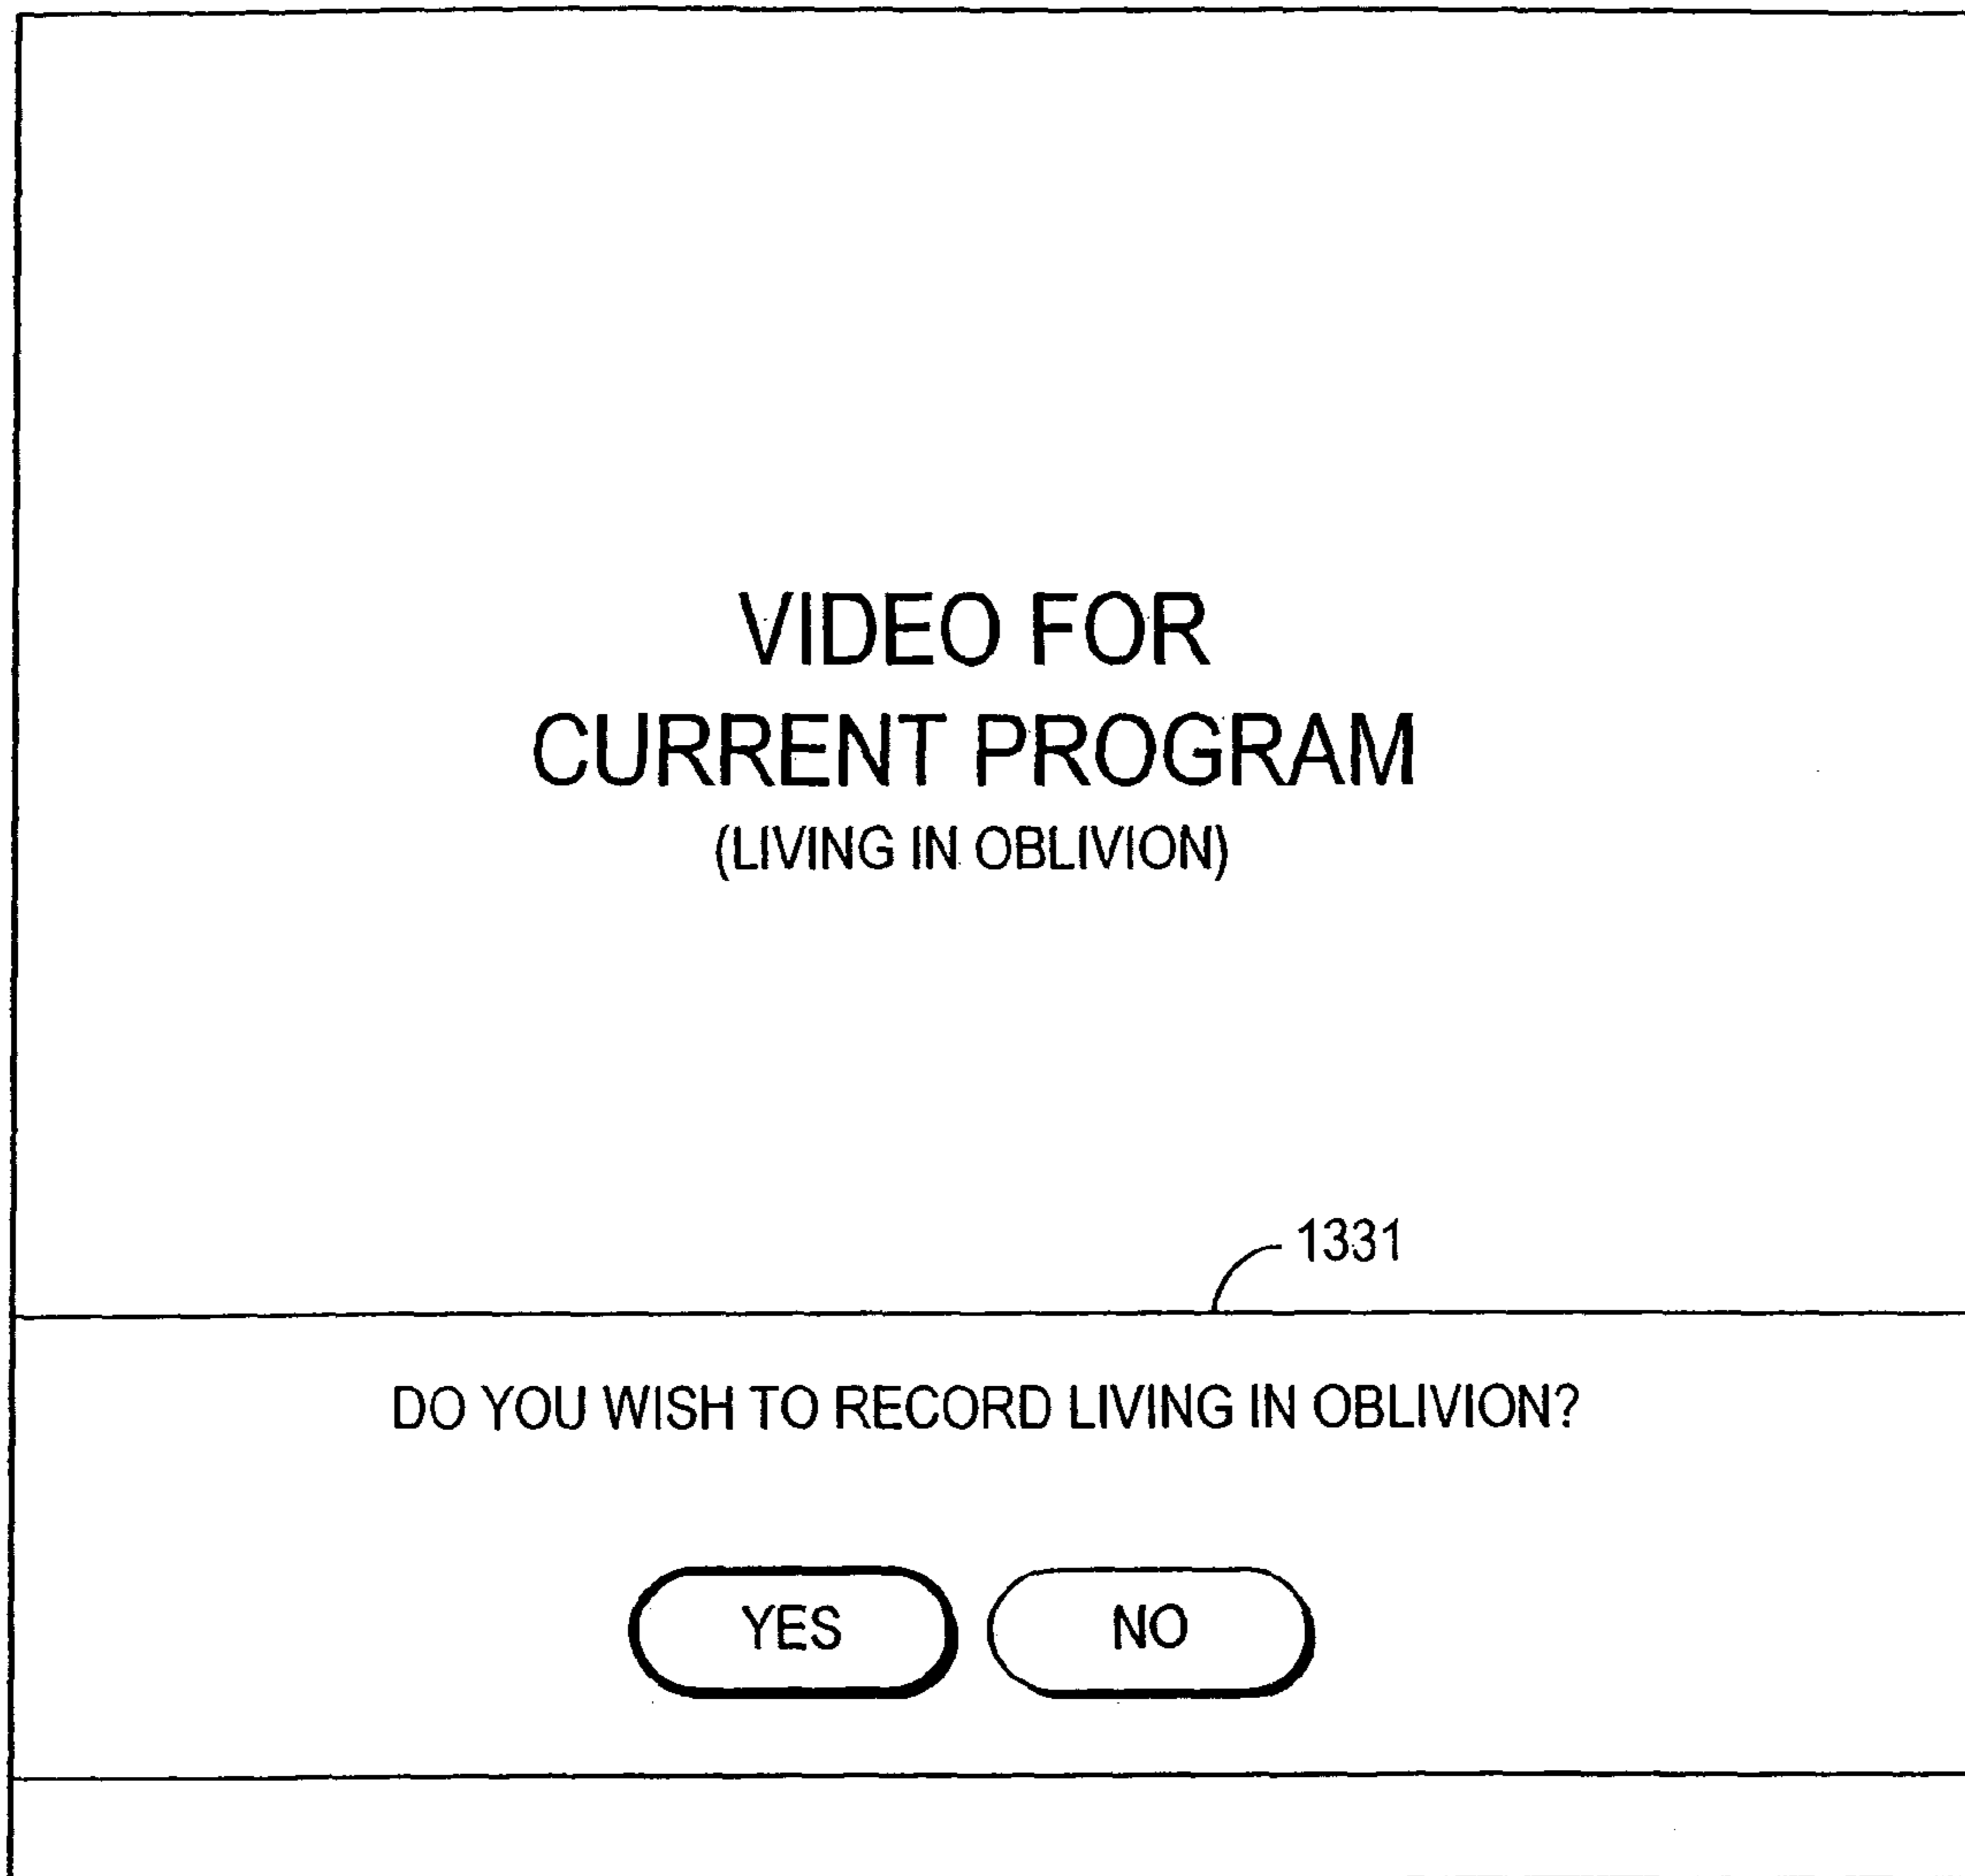 VIDEO FOR
CURRENT PROGRAM
(LIVING IN OBLIVION)
1331
DO YOU WISH TO RECORD LIVING IN OBLIVION?
YES NO